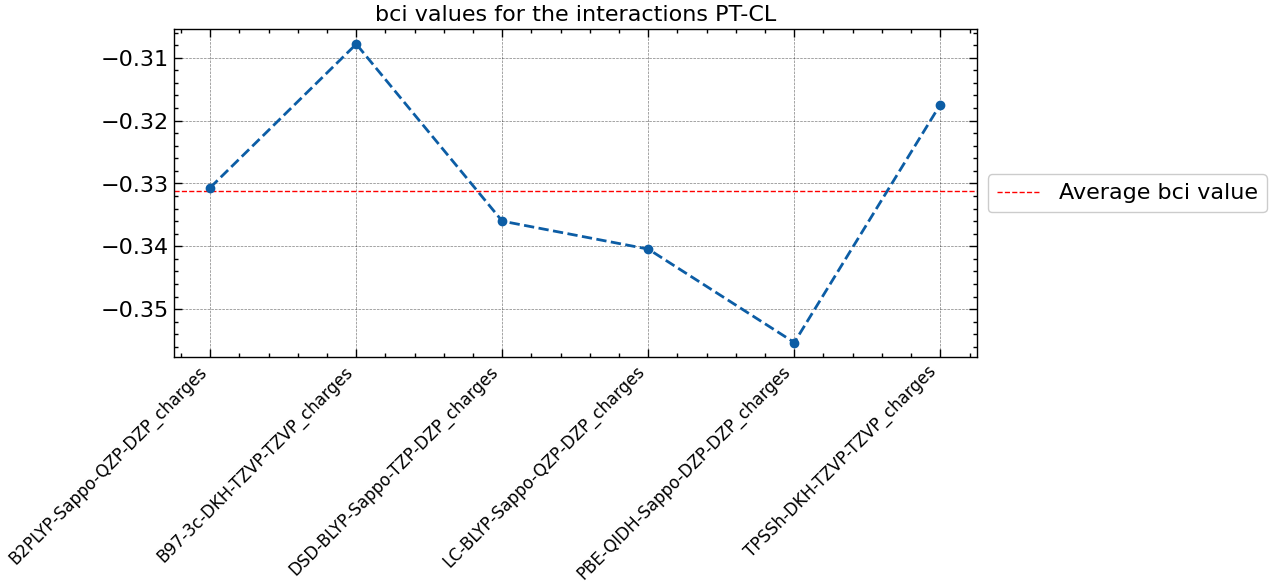 bci values for the interactions PT-CL
−0.31
−0.32
−0.33
−0.34
−0.35
Average bci value
B2PLYP-Sappo-QZP-DZP_charges
B97-3c-DKH-TZVP-TZVP_charges
DSD-BLYP-Sappo-TZP-DZP_charges
LC-BLYP-Sappo-QZP-DZP_charges
PBE-QIDH-Sappo-DZP-DZP_charges
TPSSh-DKH-TZVP-TZVP_charges